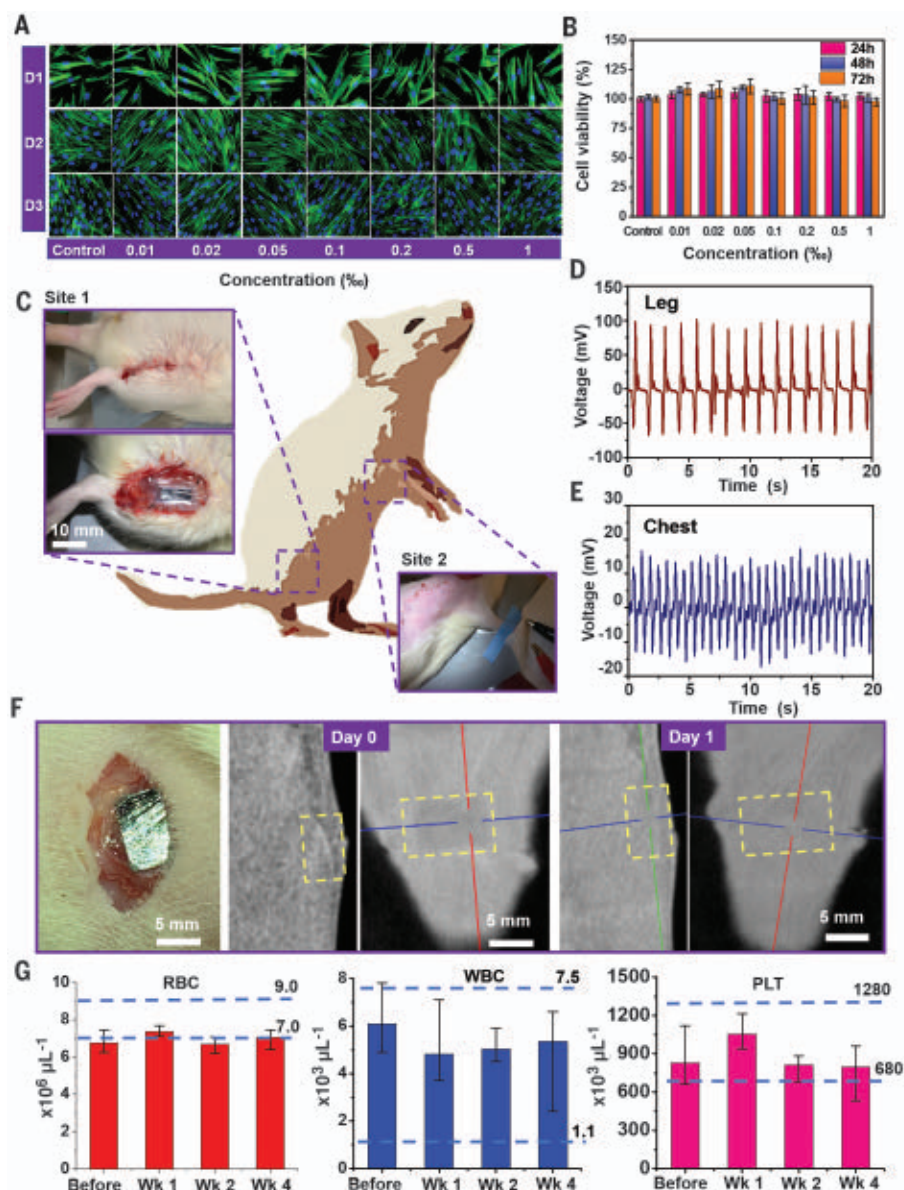 A
D1
D2
D3
Control 0.01 0.02 0.05 0.1 0.2 0.5 1
Concentration (‰)
B
150
125
100
75
50
25
0
Cell viability (%)
24h
48h
72h
Control 0.01 0.02 0.05 0.1 0.2 0.5 1
Concentration (‰)
C
Site 1
10 mm
Site 2
D
Leg
150
100
50
0
-50
-100
Voltage (mV)
0 5 10 15 20
Time (s)
E
Chest
30
20
10
0
-10
-20
Voltage (mV)
0 5 10 15 20
Time (s)
F
Day 0
Day 1
5 mm
5 mm
5 mm
G
RBC
10
8
6
4
2
0
x10⁶ µL⁻¹
9.0
7.0
Before Wk 1 Wk 2 Wk 4
WBC
8
6
4
8
x10³ µL⁻¹
7.5
1.1
Before Wk 1 Wk 2 Wk 4
PLT
1500
1200
900
600
300
0
x10³ µL⁻¹
1280
680
Before Wk 1 Wk 2 Wk 4